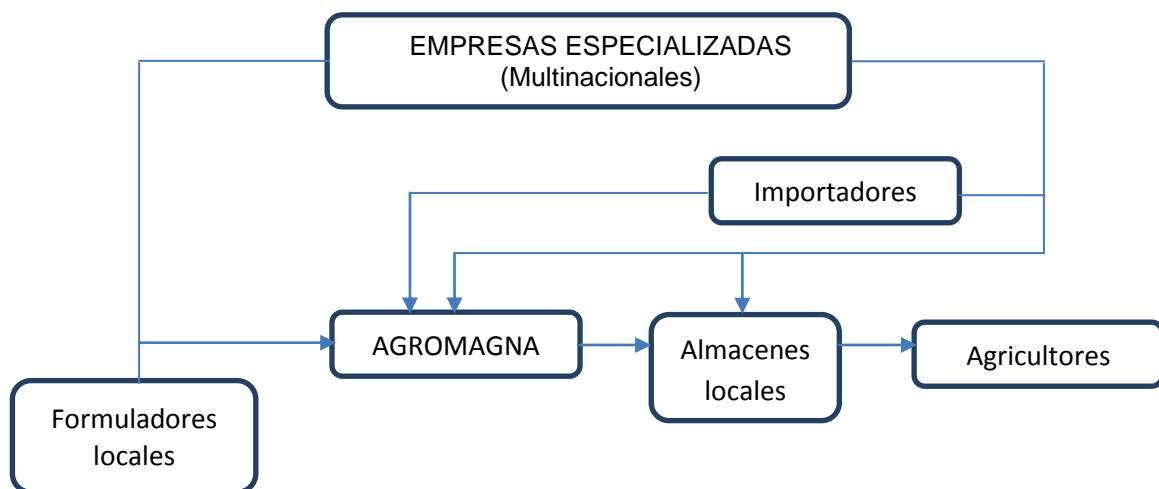 EMPRESAS ESPECIALIZADAS
(Multinacionales)
Importadores
AGROMAGNA
Almacenes
locales
Agricultores
Formuladores
locales